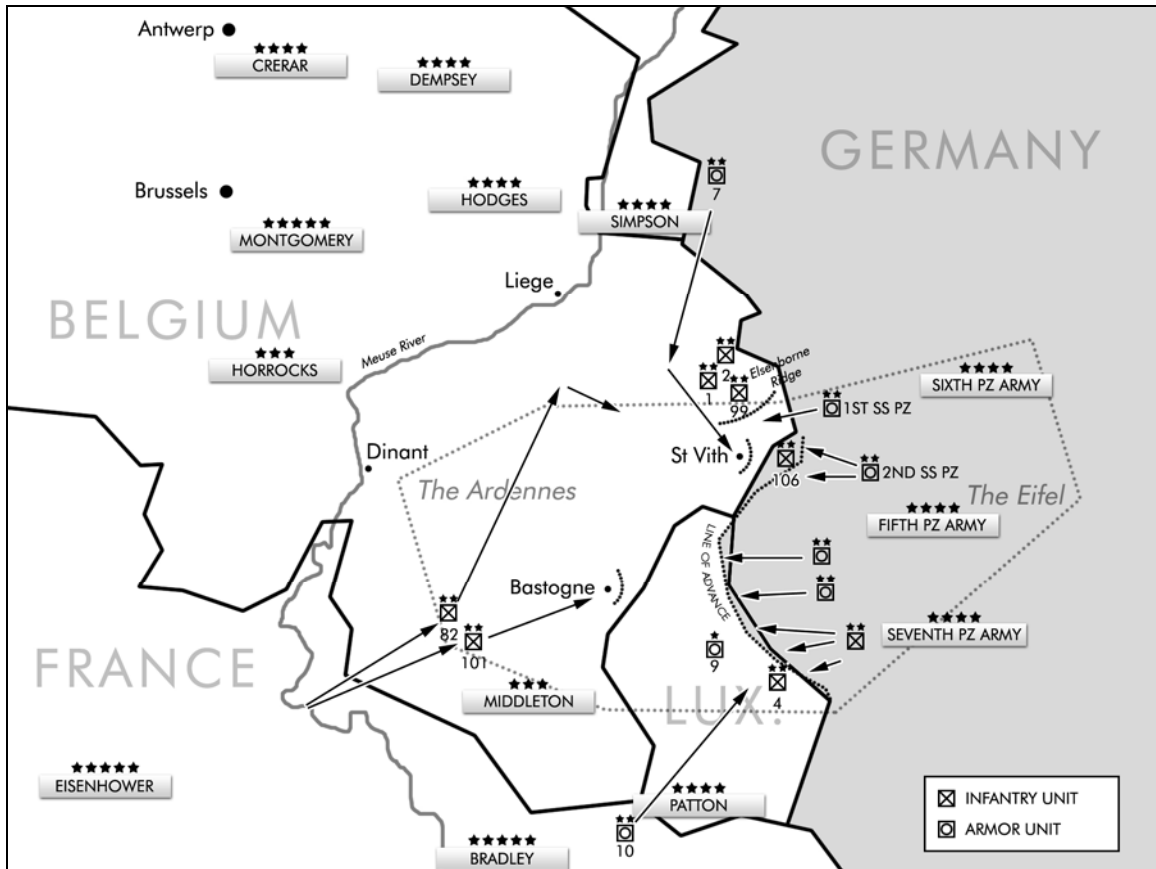 Antwerp
CRERAR
DEMPSEY
GERMANY
7
Brussels
HODGES
SIMPSON
MONTGOMERY
Liege
BELGIUM
Meuse River
HORROCKS
2
1
99
Elsenborne
Ridge
SIXTH PZ ARMY
1ST SS PZ
Dinant
St Vith
106
2ND SS PZ
The Ardennes
The Eifel
FIFTH PZ ARMY
LINE OF ADVANCE
Bastogne
82
101
9
SEVENTH PZ ARMY
FRANCE
MIDDLETON
4
LUX.
EISENHOWER
PATTON
10
BRADLEY
INFANTRY UNIT
ARMOR UNIT